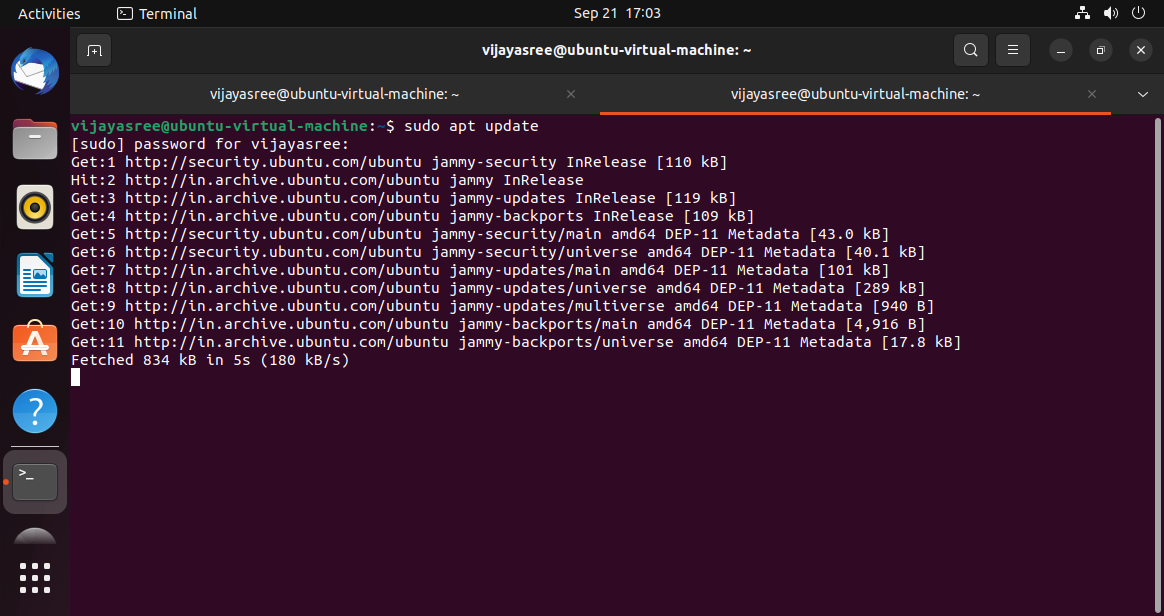 Activities Terminal Sep 21 17:03
vijayasree@ubuntu-virtual-machine: ~
vijayasree@ubuntu-virtual-machine: ~ vijayasree@ubuntu-virtual-machine: ~
vijayasree@ubuntu-virtual-machine:~$ sudo apt update
[sudo] password for vijayasree:
Get:1 http://security.ubuntu.com/ubuntu jammy-security InRelease [110 kB]
Hit:2 http://in.archive.ubuntu.com/ubuntu jammy InRelease
Get:3 http://in.archive.ubuntu.com/ubuntu jammy-updates InRelease [119 kB]
Get:4 http://in.archive.ubuntu.com/ubuntu jammy-backports InRelease [109 kB]
Get:5 http://security.ubuntu.com/ubuntu jammy-security/main amd64 DEP-11 Metadata [43.0 kB]
Get:6 http://security.ubuntu.com/ubuntu jammy-security/universe amd64 DEP-11 Metadata [40.1 kB]
Get:7 http://in.archive.ubuntu.com/ubuntu jammy-updates/main amd64 DEP-11 Metadata [101 kB]
Get:8 http://in.archive.ubuntu.com/ubuntu jammy-updates/universe amd64 DEP-11 Metadata [289 kB]
Get:9 http://in.archive.ubuntu.com/ubuntu jammy-updates/multiverse amd64 DEP-11 Metadata [940 B]
Get:10 http://in.archive.ubuntu.com/ubuntu jammy-backports/main amd64 DEP-11 Metadata [4,916 B]
Get:11 http://in.archive.ubuntu.com/ubuntu jammy-backports/universe amd64 DEP-11 Metadata [17.8 kB]
Fetched 834 kB in 5s (180 kB/s)